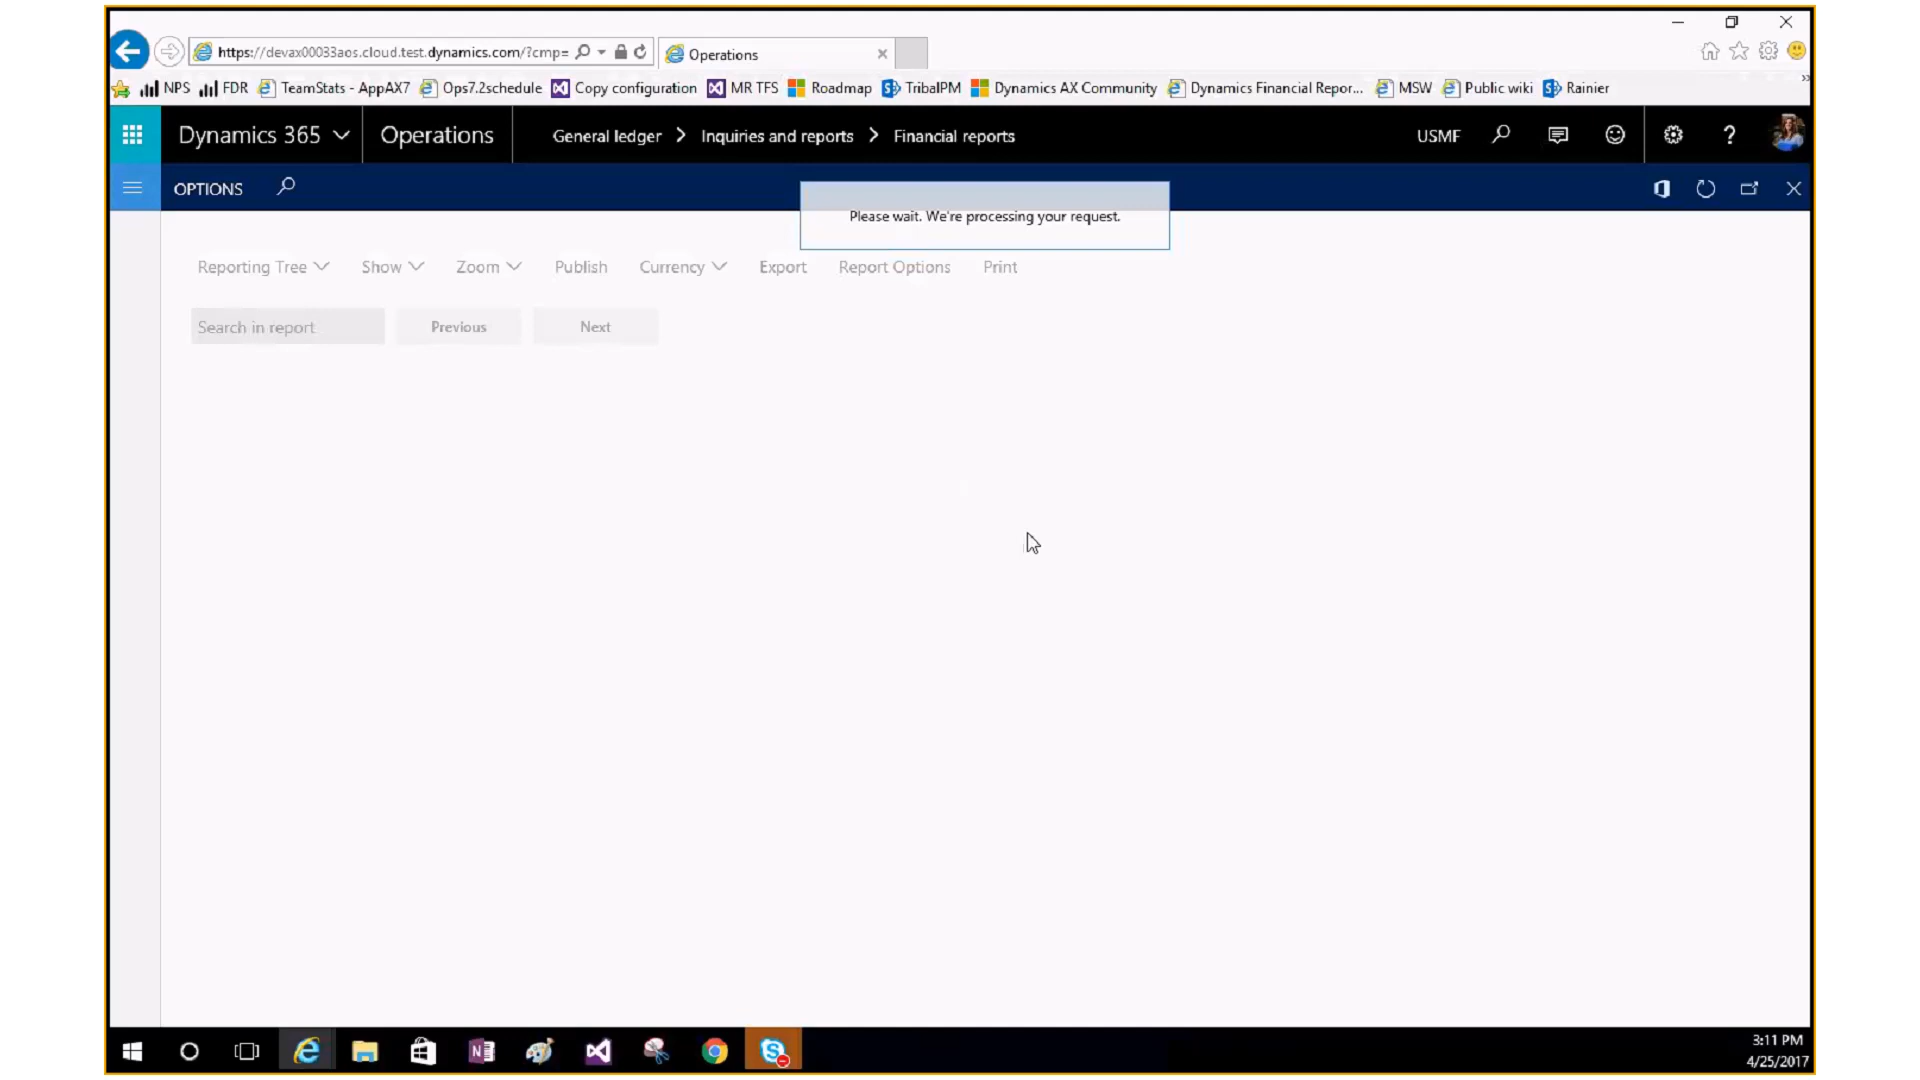 https://devax00033aos.cloud.test.dynamics.com/?cmp=
Operations
NPS FDR TeamStats - AppAX7 Ops7.2schedule Copy configuration MR TFS Roadmap TribalPM Dynamics AX Community Dynamics Financial Repor... MSW Public wiki Rainier
Dynamics 365 Operations General ledger > Inquiries and reports > Financial reports USMF
OPTIONS
Please wait. We're processing your request.
Reporting Tree Show Zoom Publish Currency Export Report Options Print
Search in report Previous Next
3:11 PM
4/25/2017